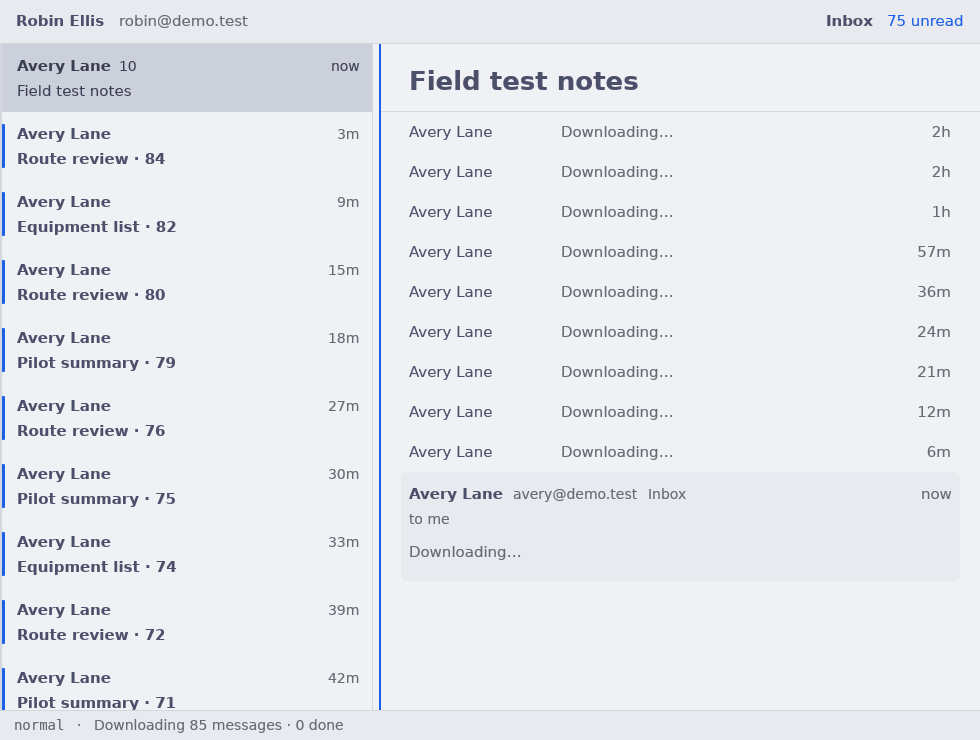 Robin Ellis robin@demo.test
Inbox 75 unread
Avery Lane 10 now
Field test notes
Avery Lane 3m
Route review · 84
Avery Lane 9m
Equipment list · 82
Avery Lane 15m
Route review · 80
Avery Lane 18m
Pilot summary · 79
Avery Lane 27m
Route review · 76
Avery Lane 30m
Pilot summary · 75
Avery Lane 33m
Equipment list · 74
Avery Lane 39m
Route review · 72
Avery Lane 42m
Pilot summary · 71
Field test notes
Avery Lane Downloading… 2h
Avery Lane Downloading… 2h
Avery Lane Downloading… 1h
Avery Lane Downloading… 57m
Avery Lane Downloading… 36m
Avery Lane Downloading… 24m
Avery Lane Downloading… 21m
Avery Lane Downloading… 12m
Avery Lane Downloading… 6m
Avery Lane avery@demo.test Inbox now
to me
Downloading…
normal · Downloading 85 messages · 0 done